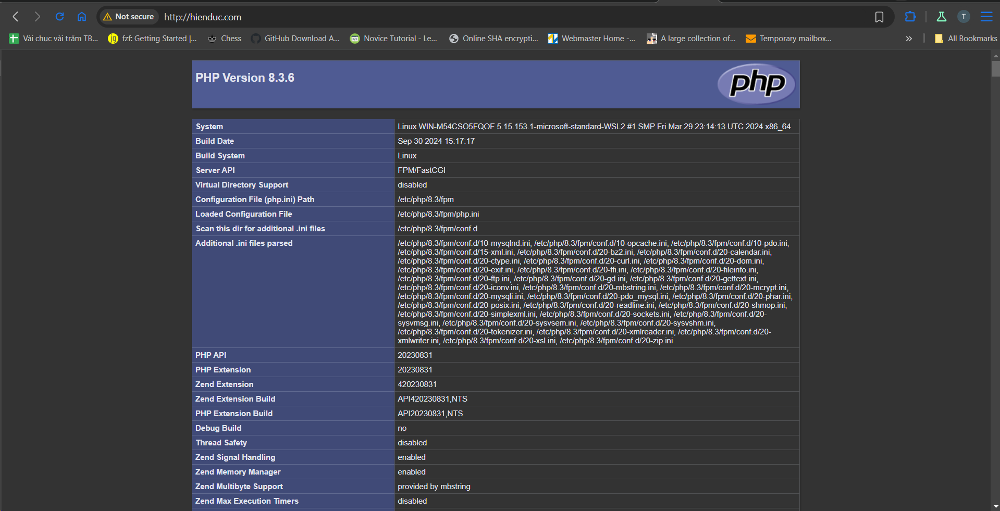 Not secure http://hienduc.com T
Vài chục vài trăm TB... fzf: Getting Started |... Chess GitHub Download A... Novice Tutorial - Le... Online SHA encrypti... Webmaster Home -... A large collection of... Temporary mailbox... » All Bookmarks
PHP Version 8.3.6 php
System Linux WIN-M54CSO5FQOF 5.15.153.1-microsoft-standard-WSL2 #1 SMP Fri Mar 29 23:14:13 UTC 2024 x86_64
Build Date Sep 30 2024 15:17:17
Build System Linux
Server API FPM/FastCGI
Virtual Directory Support disabled
Configuration File (php.ini) Path /etc/php/8.3/fpm
Loaded Configuration File /etc/php/8.3/fpm/php.ini
Scan this dir for additional .ini files /etc/php/8.3/fpm/conf.d
Additional .ini files parsed /etc/php/8.3/fpm/conf.d/10-mysqlnd.ini, /etc/php/8.3/fpm/conf.d/10-opcache.ini, /etc/php/8.3/fpm/conf.d/10-pdo.ini,
/etc/php/8.3/fpm/conf.d/15-xml.ini, /etc/php/8.3/fpm/conf.d/20-bz2.ini, /etc/php/8.3/fpm/conf.d/20-calendar.ini,
/etc/php/8.3/fpm/conf.d/20-ctype.ini, /etc/php/8.3/fpm/conf.d/20-curl.ini, /etc/php/8.3/fpm/conf.d/20-dom.ini,
/etc/php/8.3/fpm/conf.d/20-exif.ini, /etc/php/8.3/fpm/conf.d/20-ffi.ini, /etc/php/8.3/fpm/conf.d/20-fileinfo.ini,
/etc/php/8.3/fpm/conf.d/20-ftp.ini, /etc/php/8.3/fpm/conf.d/20-gd.ini, /etc/php/8.3/fpm/conf.d/20-gettext.ini,
/etc/php/8.3/fpm/conf.d/20-iconv.ini, /etc/php/8.3/fpm/conf.d/20-mbstring.ini, /etc/php/8.3/fpm/conf.d/20-mcrypt.ini,
/etc/php/8.3/fpm/conf.d/20-mysqli.ini, /etc/php/8.3/fpm/conf.d/20-pdo_mysql.ini, /etc/php/8.3/fpm/conf.d/20-phar.ini,
/etc/php/8.3/fpm/conf.d/20-posix.ini, /etc/php/8.3/fpm/conf.d/20-readline.ini, /etc/php/8.3/fpm/conf.d/20-shmop.ini,
/etc/php/8.3/fpm/conf.d/20-simplexml.ini, /etc/php/8.3/fpm/conf.d/20-sockets.ini, /etc/php/8.3/fpm/conf.d/20-
sysvmsg.ini, /etc/php/8.3/fpm/conf.d/20-sysvsem.ini, /etc/php/8.3/fpm/conf.d/20-sysvshm.ini,
/etc/php/8.3/fpm/conf.d/20-tokenizer.ini, /etc/php/8.3/fpm/conf.d/20-xmlreader.ini, /etc/php/8.3/fpm/conf.d/20-
xmlwriter.ini, /etc/php/8.3/fpm/conf.d/20-xsl.ini, /etc/php/8.3/fpm/conf.d/20-zip.ini
PHP API 20230831
PHP Extension 20230831
Zend Extension 420230831
Zend Extension Build API420230831,NTS
PHP Extension Build API20230831,NTS
Debug Build no
Thread Safety disabled
Zend Signal Handling enabled
Zend Memory Manager enabled
Zend Multibyte Support provided by mbstring
Zend Max Execution Timers disabled